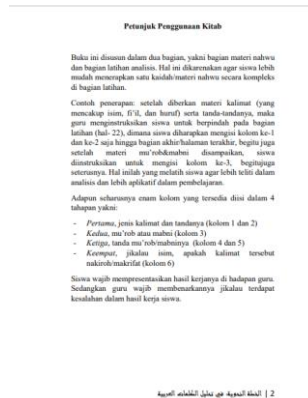 Petunjuk Penggunaan Kitab
Buku ini disusun dalam dua bagian, yakni bagian materi nahwu
dan bagian latihan analisis. Hal ini dikarenakan agar siswa lebih
mudah menerapkan satu kaidah/materi nahwu secara kompleks
di bagian latihan.
Contoh penerapan: setelah diberkan materi kalimat (yang
mencakup isim, fi'il, dan huruf) serta tanda-tandanya, maka
guru menginstruksikan siswa untuk berpindah pada bagian
latihan (hal- 22), dimana siswa diharapkan mengisi kolom ke-1
dan ke-2 saja hingga bagian akhir/halaman terakhir, begitu juga
setelah materi mu'rob&mabni disampaikan, siswa
diinstruksikan untuk mengisi kolom ke-3, begitujuga
seterusnya. Hal inilah yang melatih siswa agar lebih teliti dalam
analisis dan lebih aplikatif dalam pembelajaran.
Adapun seharusnya enam kolom yang tersedia diisi dalam 4
tahapan yakni:
- Pertama, jenis kalimat dan tandanya (kolom 1 dan 2)
- Kedua, mu'rob atau mabni (kolom 3)
- Ketiga, tanda mu'rob/mabninya (kolom 4 dan 5)
- Keempat, jikalau isim, apakah kalimat tersebut
nakiroh/makrifat (kolom 6)
Siswa wajib mempresentasikan hasil kerjanya di hadapan guru.
Sedangkan guru wajib membenarkannya jikalau terdapat
kesalahan dalam hasil kerja siswa.
الخطة النحوية في تحليل الكلمات العربية | 2